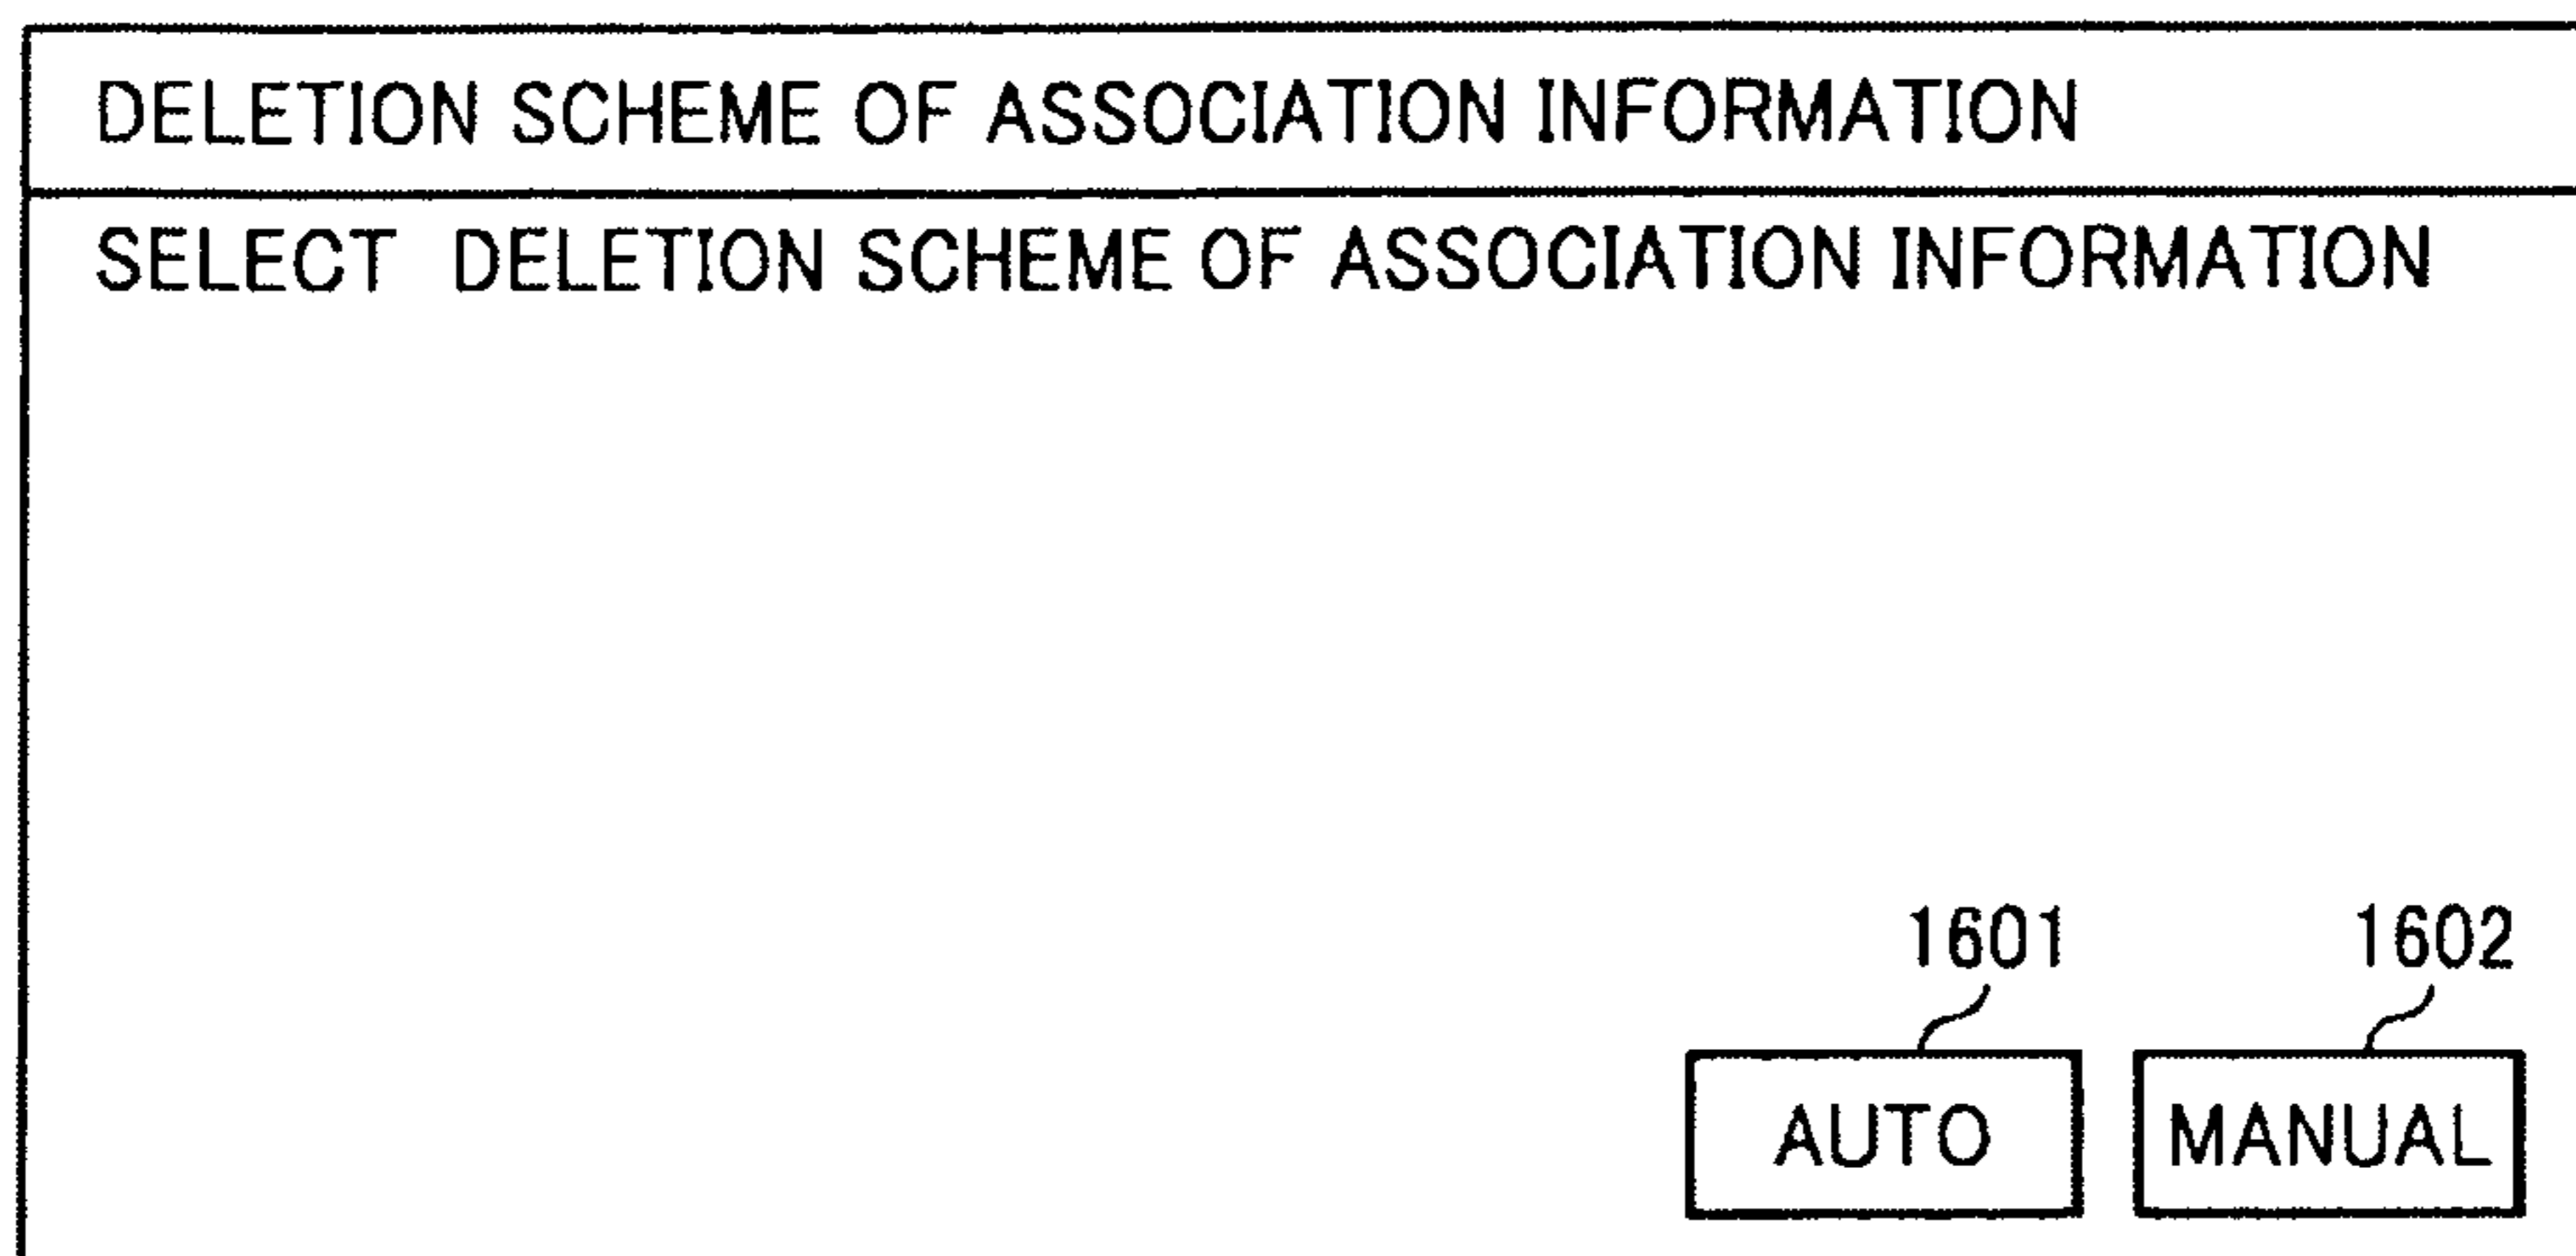 DELETION SCHEME OF ASSOCIATION INFORMATION
SELECT DELETION SCHEME OF ASSOCIATION INFORMATION
1601 1602
AUTO MANUAL